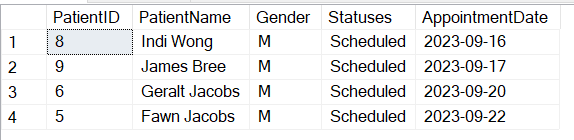 PatientID PatientName Gender Statuses AppointmentDate
1 8 Indi Wong M Scheduled 2023-09-16
2 9 James Bree M Scheduled 2023-09-17
3 6 Geralt Jacobs M Scheduled 2023-09-20
4 5 Fawn Jacobs M Scheduled 2023-09-22